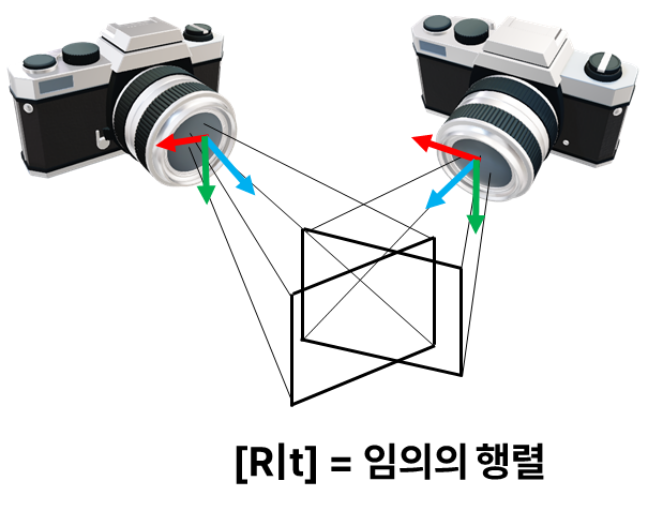 [R|t] = 임의의 행렬